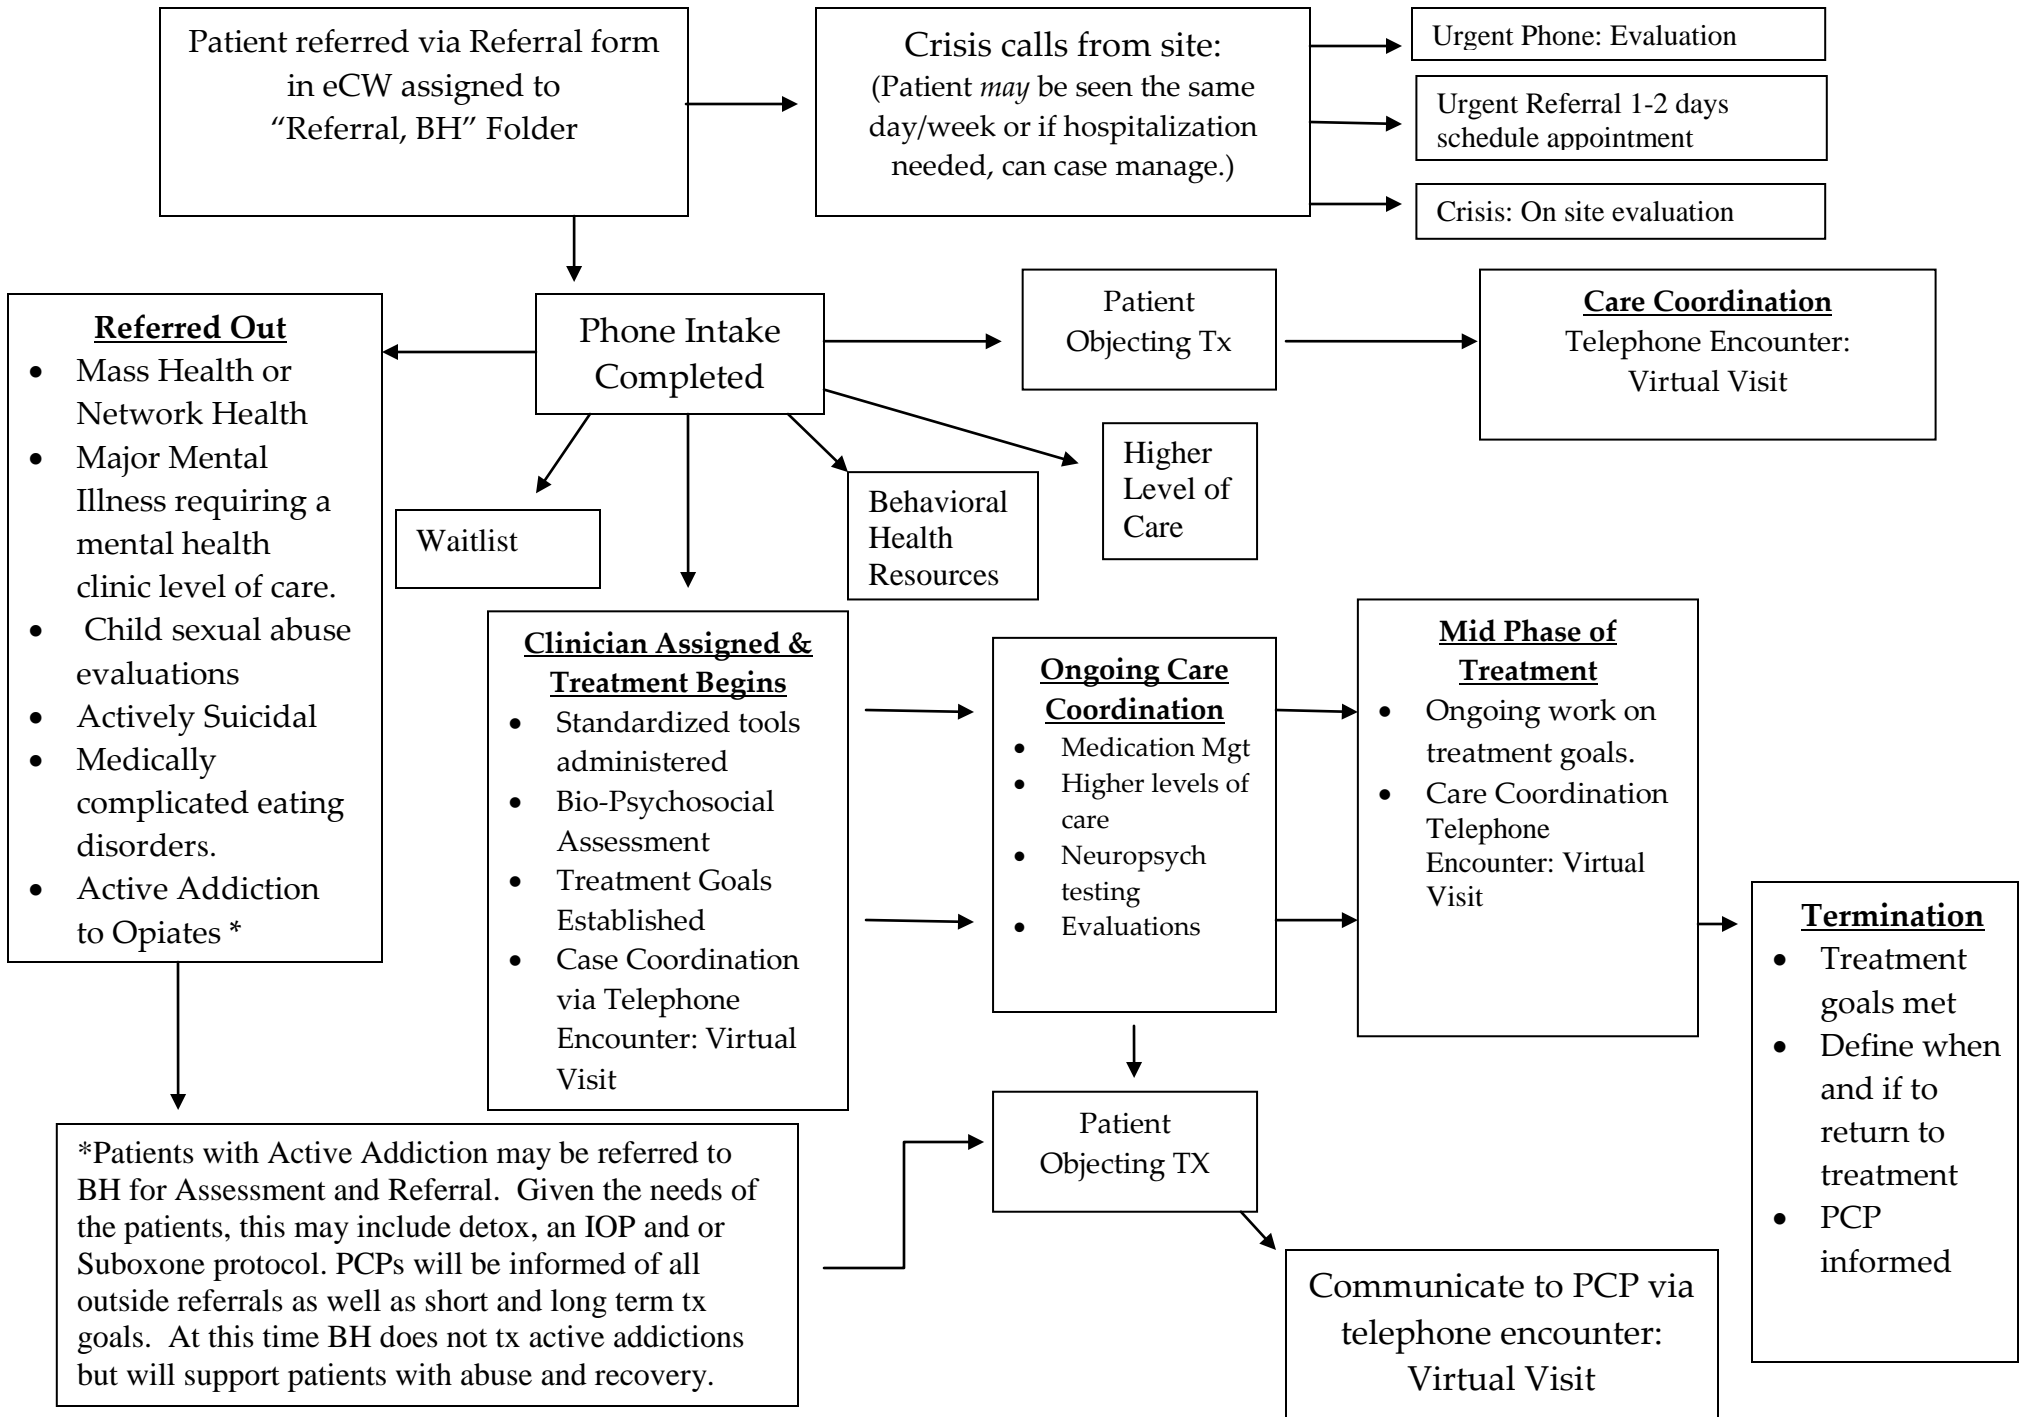 Patient referred via Referral form
in eCW assigned to
“Referral, BH” Folder
Crisis calls from site:
(Patient may be seen the same
day/week or if hospitalization
needed, can case manage.)
Urgent Phone: Evaluation
Urgent Referral 1-2 days
schedule appointment
Crisis: On site evaluation
Referred Out
• Mass Health or
Network Health
• Major Mental
Illness requiring a
mental health
clinic level of care.
• Child sexual abuse
evaluations
• Actively Suicidal
• Medically
complicated eating
disorders.
• Active Addiction
to Opiates *
Phone Intake
Completed
Patient
Objecting Tx
Care Coordination
Telephone Encounter:
Virtual Visit
Waitlist
Behavioral
Health
Resources
Higher
Level of
Care
Clinician Assigned &
Treatment Begins
• Standardized tools
administered
• Bio-Psychosocial
Assessment
• Treatment Goals
Established
• Case Coordination
via Telephone
Encounter: Virtual
Visit
Ongoing Care
Coordination
• Medication Mgt
• Higher levels of
care
• Neuropsych
testing
• Evaluations
Mid Phase of
Treatment
• Ongoing work on
treatment goals.
• Care Coordination
Telephone
Encounter: Virtual
Visit
Termination
• Treatment
goals met
• Define when
and if to
return to
treatment
• PCP
informed
*Patients with Active Addiction may be referred to
BH for Assessment and Referral.  Given the needs of
the patients, this may include detox, an IOP and or
Suboxone protocol. PCPs will be informed of all
outside referrals as well as short and long term tx
goals.  At this time BH does not tx active addictions
but will support patients with abuse and recovery.
Patient
Objecting TX
Communicate to PCP via
telephone encounter:
Virtual Visit